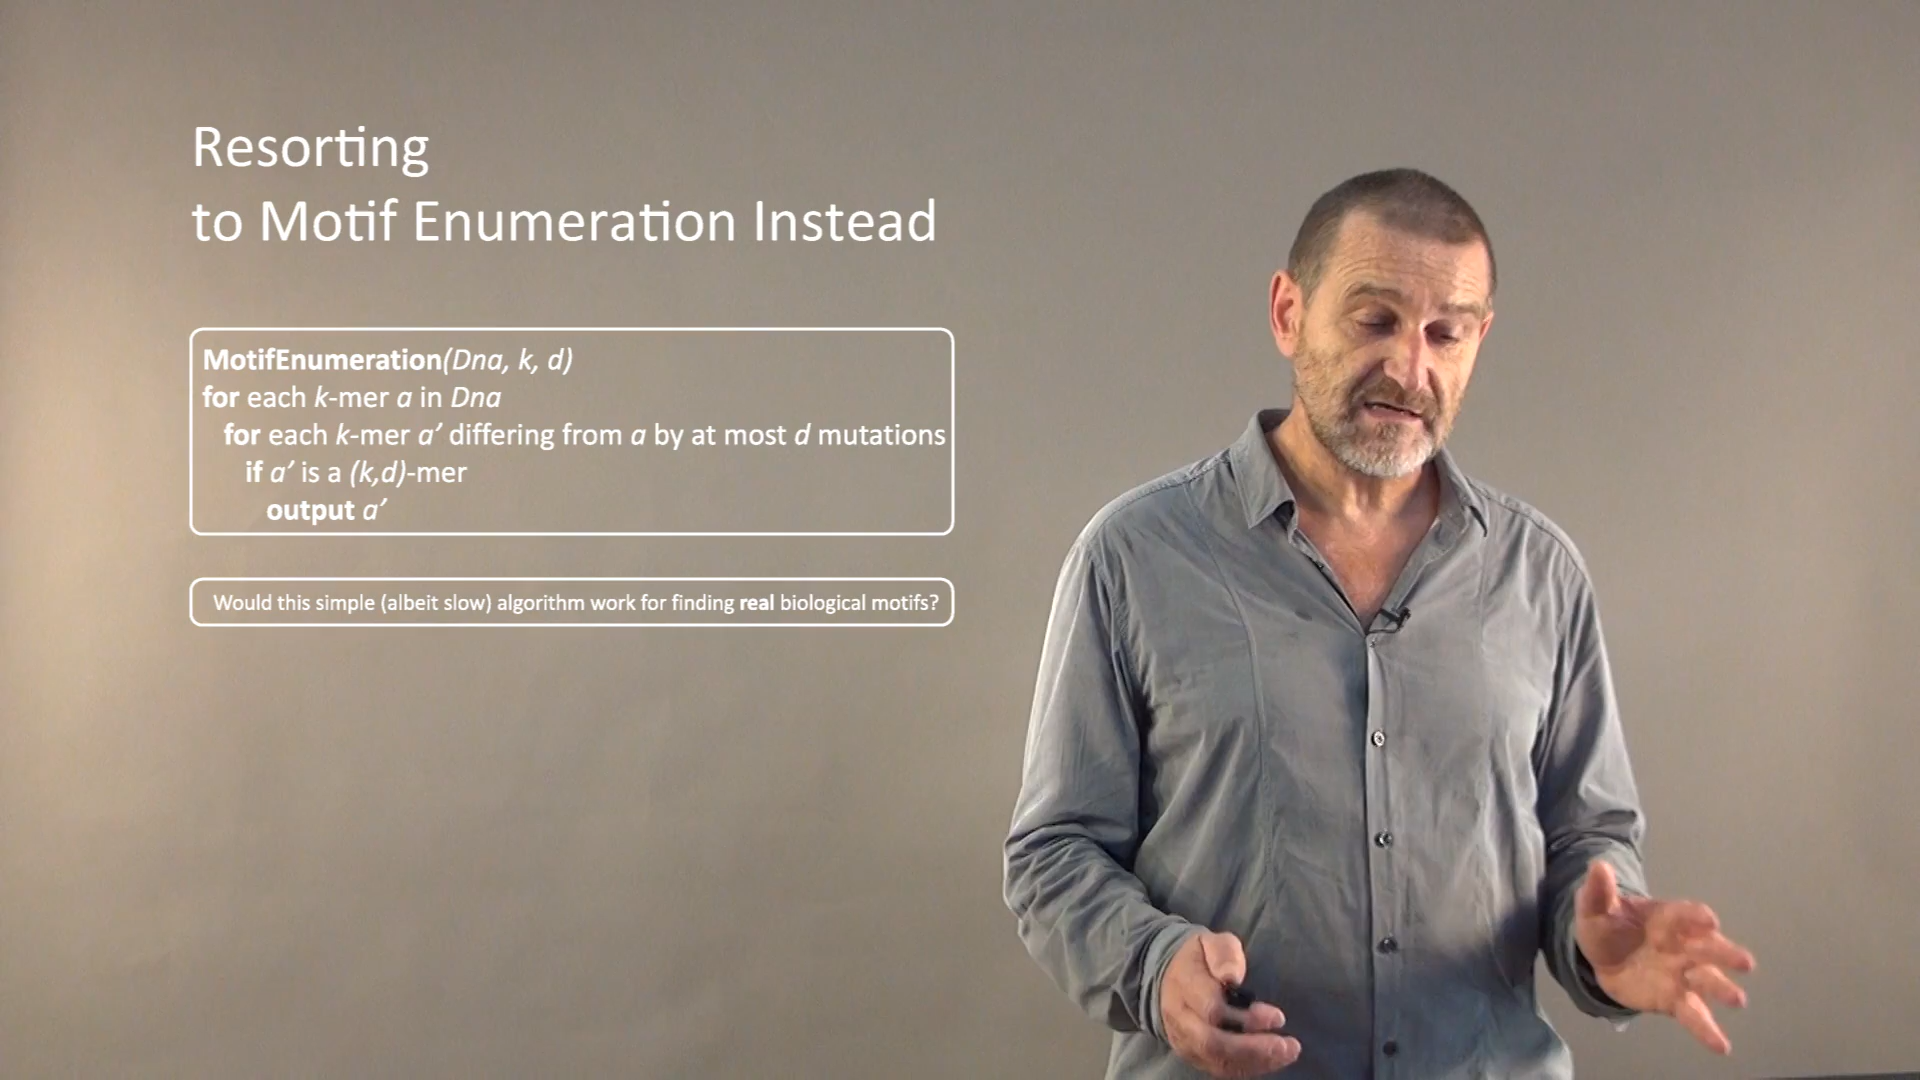 Resorting
to Motif Enumeration Instead
MotifEnumeration(Dna, k, d)
for each k-mer a in Dna
for each k-mer a’ differing from a by at most d mutations
if a’ is a (k,d)-mer
output a’
Would this simple (albeit slow) algorithm work for finding real biological motifs?